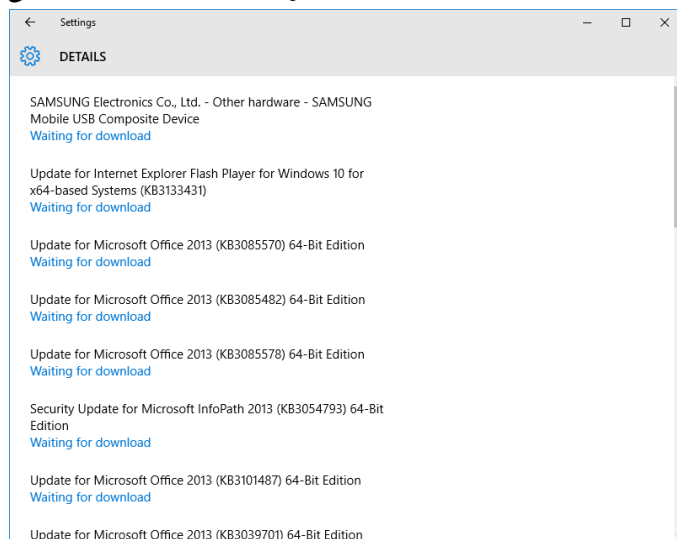 Settings
DETAILS
SAMSUNG Electronics Co., Ltd. - Other hardware - SAMSUNG
Mobile USB Composite Device
Waiting for download
Update for Internet Explorer Flash Player for Windows 10 for
x64-based Systems (KB3133431)
Waiting for download
Update for Microsoft Office 2013 (KB3085570) 64-Bit Edition
Waiting for download
Update for Microsoft Office 2013 (KB3085482) 64-Bit Edition
Waiting for download
Update for Microsoft Office 2013 (KB3085578) 64-Bit Edition
Waiting for download
Security Update for Microsoft InfoPath 2013 (KB3054793) 64-Bit
Edition
Waiting for download
Update for Microsoft Office 2013 (KB3101487) 64-Bit Edition
Waiting for download
Update for Microsoft Office 2013 (KB3039701) 64-Bit Edition